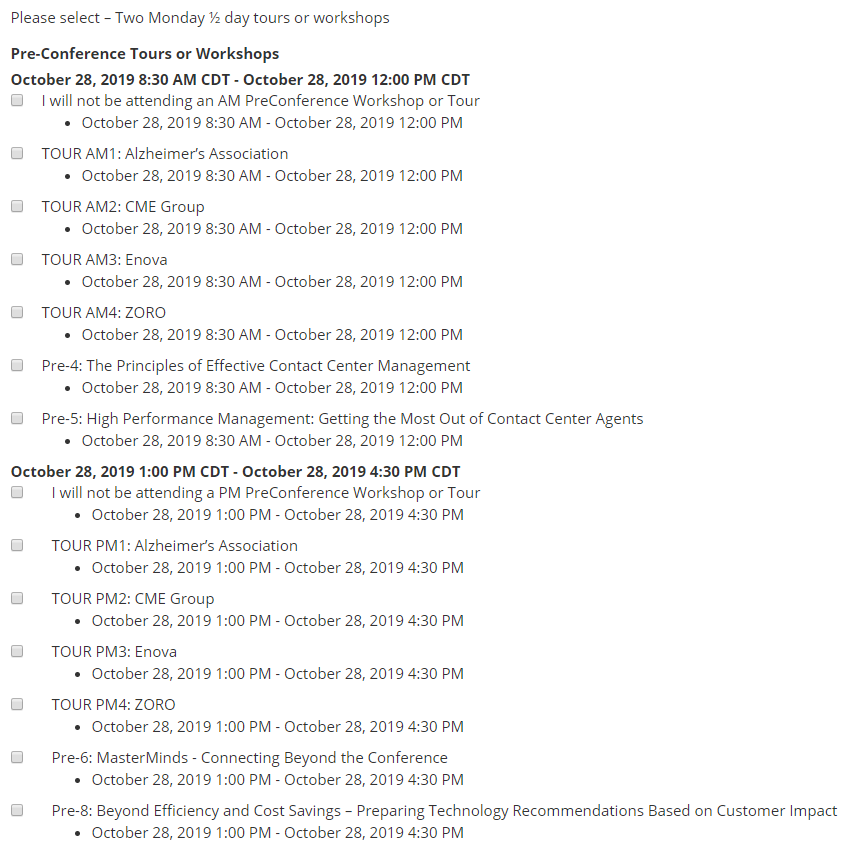 Please select – Two Monday ½ day tours or workshops
Pre-Conference Tours or Workshops
October 28, 2019 8:30 AM CDT - October 28, 2019 12:00 PM CDT
I will not be attending an AM PreConference Workshop or Tour
• October 28, 2019 8:30 AM - October 28, 2019 12:00 PM
TOUR AM1: Alzheimer’s Association
• October 28, 2019 8:30 AM - October 28, 2019 12:00 PM
TOUR AM2: CME Group
• October 28, 2019 8:30 AM - October 28, 2019 12:00 PM
TOUR AM3: Enova
• October 28, 2019 8:30 AM - October 28, 2019 12:00 PM
TOUR AM4: ZORO
• October 28, 2019 8:30 AM - October 28, 2019 12:00 PM
Pre-4: The Principles of Effective Contact Center Management
• October 28, 2019 8:30 AM - October 28, 2019 12:00 PM
Pre-5: High Performance Management: Getting the Most Out of Contact Center Agents
• October 28, 2019 8:30 AM - October 28, 2019 12:00 PM
October 28, 2019 1:00 PM CDT - October 28, 2019 4:30 PM CDT
I will not be attending a PM PreConference Workshop or Tour
• October 28, 2019 1:00 PM - October 28, 2019 4:30 PM
TOUR PM1: Alzheimer’s Association
• October 28, 2019 1:00 PM - October 28, 2019 4:30 PM
TOUR PM2: CME Group
• October 28, 2019 1:00 PM - October 28, 2019 4:30 PM
TOUR PM3: Enova
• October 28, 2019 1:00 PM - October 28, 2019 4:30 PM
TOUR PM4: ZORO
• October 28, 2019 1:00 PM - October 28, 2019 4:30 PM
Pre-6: MasterMinds - Connecting Beyond the Conference
• October 28, 2019 1:00 PM - October 28, 2019 4:30 PM
Pre-8: Beyond Efficiency and Cost Savings – Preparing Technology Recommendations Based on Customer Impact
• October 28, 2019 1:00 PM - October 28, 2019 4:30 PM